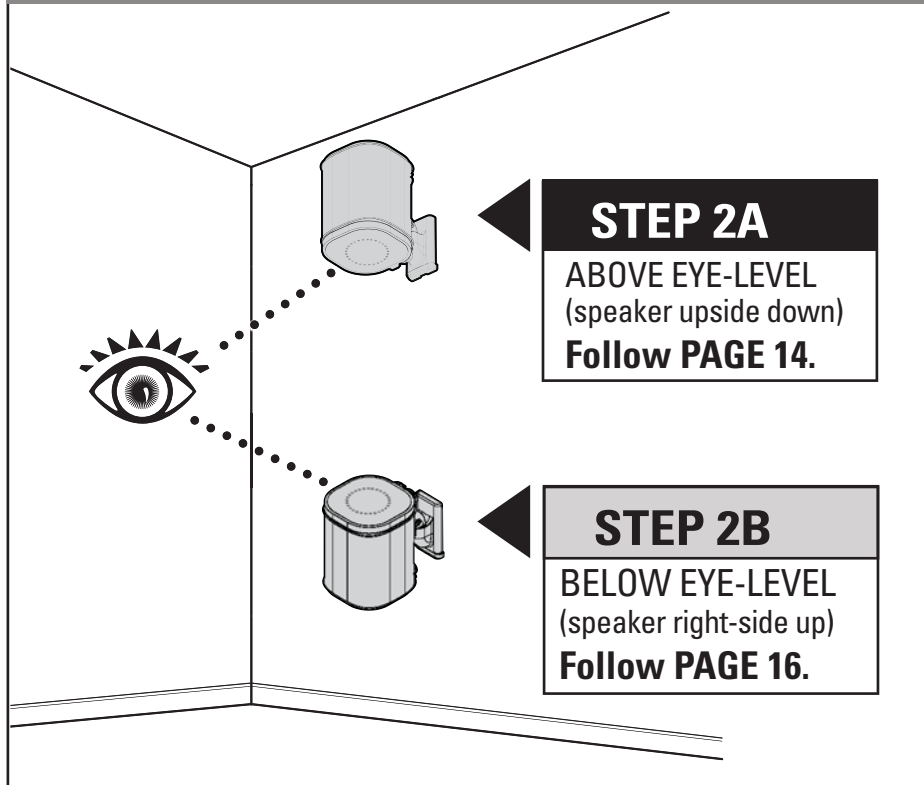 STEP 2A
ABOVE EYE-LEVEL
(speaker upside down)
Follow PAGE 14.
STEP 2B
BELOW EYE-LEVEL
(speaker right-side up)
Follow PAGE 16.